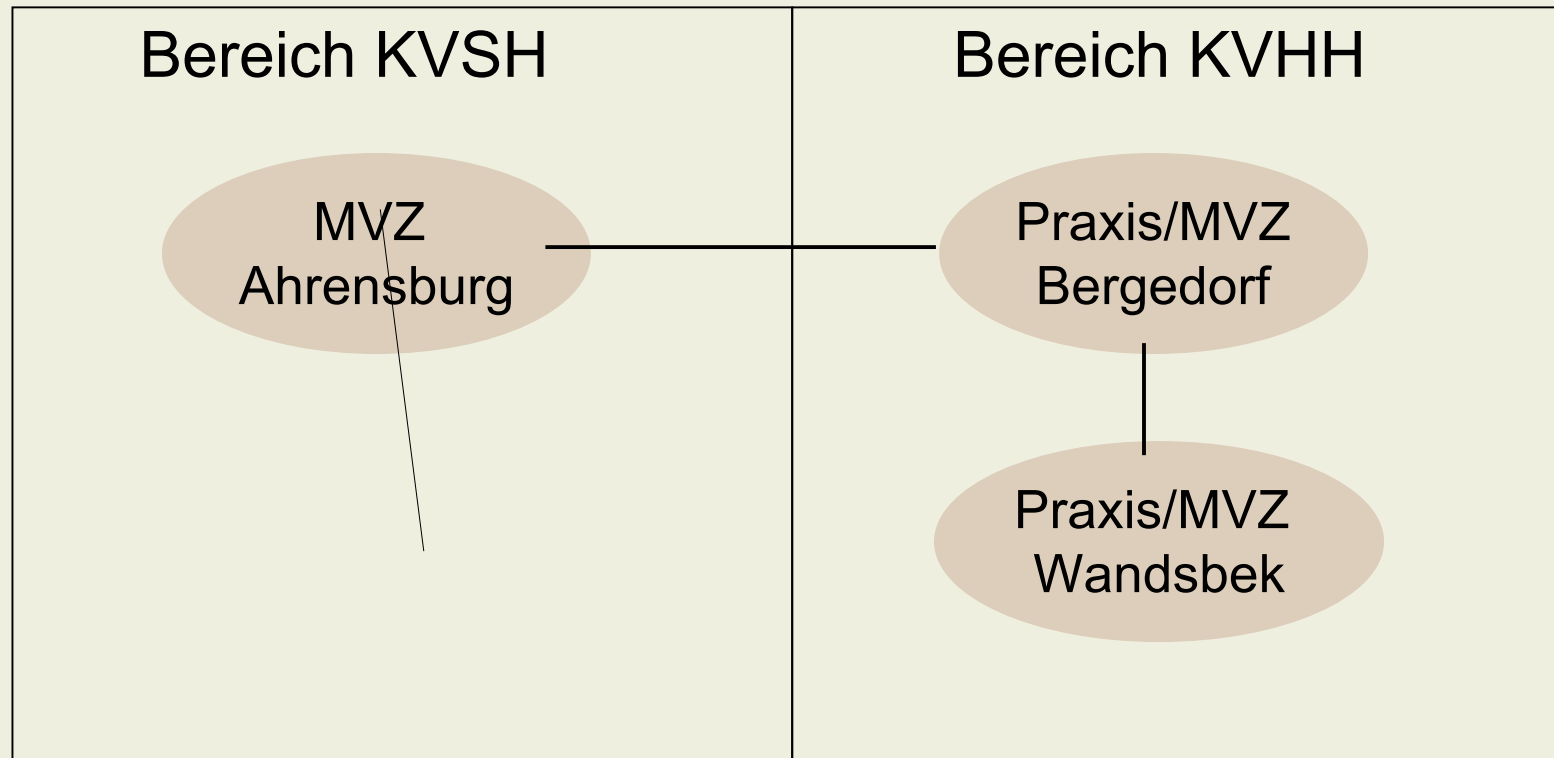 Bereich KVSH
Bereich KVHH
MVZ
Ahrensburg
Praxis/MVZ
Bergedorf
Praxis/MVZ
Wandsbek